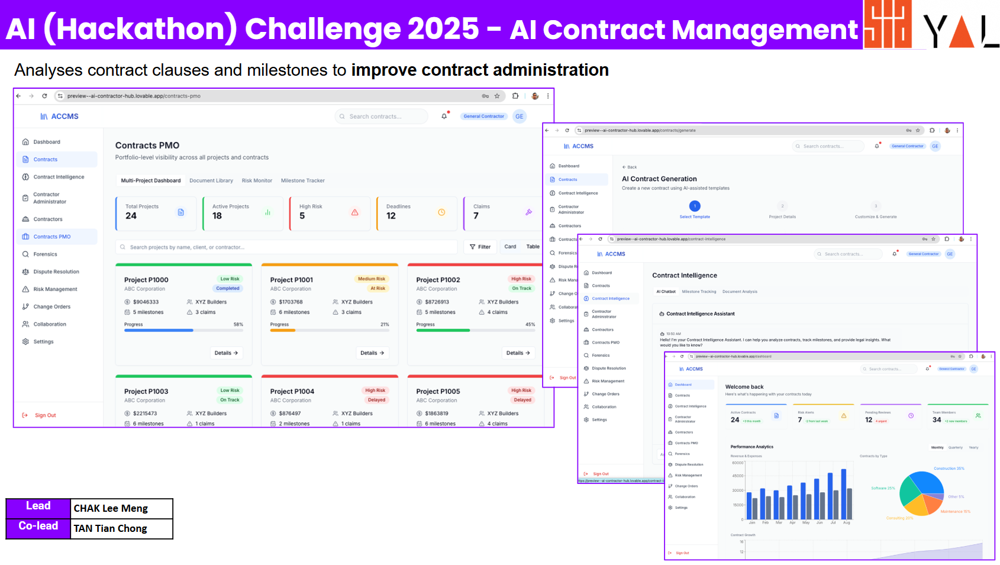 AI (Hackathon) Challenge 2025 – AI Contract Management
SIA
YAL
Analyses contract clauses and milestones to improve contract administration
preview--ai-contractor-hub.lovable.app/contracts-pmo
ACCMS
Search contracts...
General Contractor
GE
Dashboard
Contracts
Contract Intelligence
Contractor
Administrator
Contractors
Contracts PMO
Forensics
Dispute Resolution
Risk Management
Change Orders
Collaboration
Settings
Sign Out
Contracts PMO
Portfolio-level visibility across all projects and contracts
Multi-Project Dashboard Document Library Risk Monitor Milestone Tracker
Total Projects
24
Active Projects
18
High Risk
5
Deadlines
12
Claims
7
Search projects by name, client, or contractor...
Filter
Card
Table
Project P1000
Low Risk
ABC Corporation
Completed
$9046333
XYZ Builders
5 milestones
3 claims
Progress
58%
Details →
Project P1001
Medium Risk
ABC Corporation
At Risk
$1703768
XYZ Builders
6 milestones
3 claims
Progress
21%
Details →
Project P1002
High Risk
ABC Corporation
On Track
$8726913
XYZ Builders
5 milestones
4 claims
Progress
45%
Details →
Project P1003
Low Risk
ABC Corporation
On Track
$2215473
XYZ Builders
6 milestones
1 claims
Project P1004
High Risk
ABC Corporation
Delayed
$876497
XYZ Builders
2 milestones
1 claims
Project P1005
High Risk
ABC Corporation
Delayed
$1863819
XYZ Builders
6 milestones
4 claims
preview--ai-contractor-hub.lovable.app/contracts/generate
ACCMS
Search contracts...
General Contractor
GE
Dashboard
Contracts
Contract Intelligence
Contractor
Administrator
Contractors
Contracts
Forensics
Dispute R
Risk Mana
Change O
Collabora
Settings
Sign Out
← Back
AI Contract Generation
Create a new contract using AI-assisted templates
1
Select Template
2
Project Details
3
Customize & Generate
preview--ai-contractor-hub.lovable.app/contract-intelligence
ACCMS
Search contracts...
General Contractor
GE
Dashboard
Contracts
Contract Intelligence
Contractor
Administrator
Contractors
Contracts PMO
Forensics
Dispute Resolution
Risk Management
Change Orders
Collaboration
Settings
Sign Out
ttps://preview--ai-contractor-hub.lovable.app/contract-i
Contract Intelligence
AI Chatbot Milestone Tracking Document Analysis
Contract Intelligence Assistant
10:50 AM
Hello! I'm your Contract Intelligence Assistant. I can help you analyze contracts, track milestones, and provide legal insights. What
would you like to know?
preview--ai-contractor-hub.lovable.app/dashboard
ACCMS
Search contracts...
General Contractor
GE
Dashboard
Contracts
Contract Intelligence
Contractor
Administrator
Contractors
Contracts PMO
Forensics
Dispute Resolution
Risk Management
Change Orders
Collaboration
Settings
Sign Out
Welcome back
Here's what's happening with your contracts today
Active Contracts
24 +3 this month
Risk Alerts
7 -2 from last week
Pending Reviews
12 4 urgent
Team Members
34 +2 new members
Performance Analytics
Monthly Quarterly Yearly
Revenue & Expenses
60000
45000
30000
15000
0
Jan Feb Mar Apr May Jun Jul Aug
Contracts by Type
Construction 35%
Software 25%
Other 5%
Maintenance 15%
Consulting 20%
Contract Growth
16
12
Lead
CHAK Lee Meng
Co-lead
TAN Tian Chong